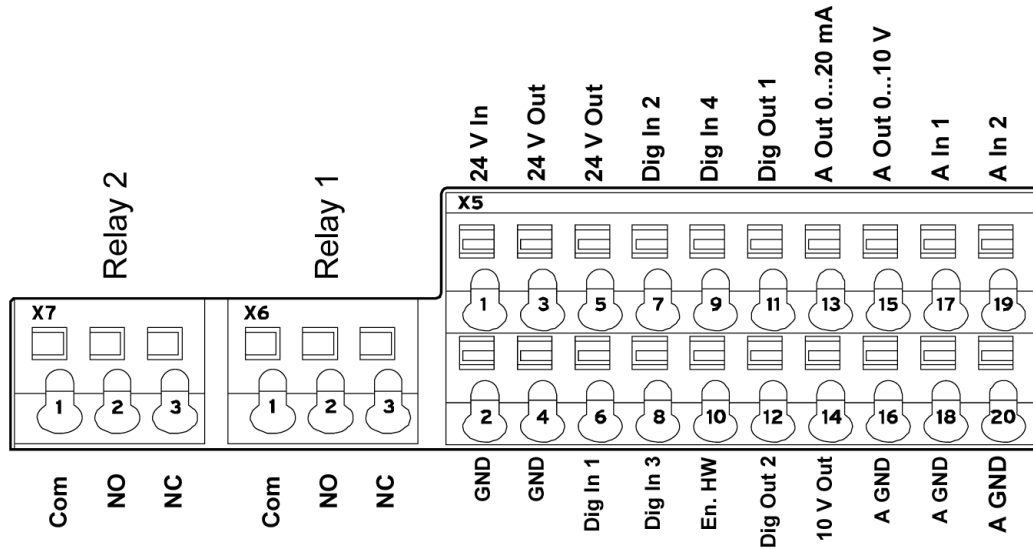 24 V In
24 V Out
24 V Out
Dig In 2
Dig In 4
Dig Out 1
A Out 0...20 mA
A Out 0...10 V
A In 1
A In 2
Relay 2
Relay 1
X5
1 3 5 7 9 11 13 15 17 19
X7
X6
1 2 3
1 2 3
2 4 6 8 10 12 14 16 18 20
Com
NO
NC
Com
NO
NC
GND
GND
Dig In 1
Dig In 3
En. HW
Dig Out 2
10 V Out
A GND
A GND
A GND